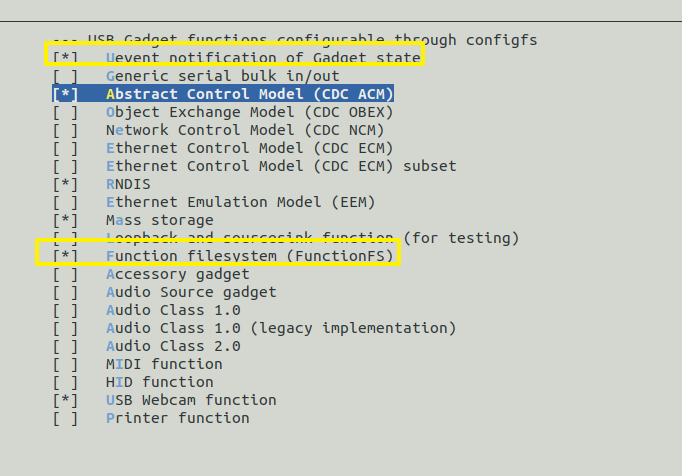 --- USB Gadget functions configurable through configfs
[*] Uevent notification of Gadget state
[ ] Generic serial bulk in/out
[*] Abstract Control Model (CDC ACM)
[ ] Object Exchange Model (CDC OBEX)
[ ] Network Control Model (CDC NCM)
[ ] Ethernet Control Model (CDC ECM)
[ ] Ethernet Control Model (CDC ECM) subset
[*] RNDIS
[ ] Ethernet Emulation Model (EEM)
[*] Mass storage
[ ] Loopback and sourcesink function (for testing)
[*] Function filesystem (FunctionFS)
[ ] Accessory gadget
[ ] Audio Source gadget
[ ] Audio Class 1.0
[ ] Audio Class 1.0 (legacy implementation)
[ ] Audio Class 2.0
[ ] MIDI function
[ ] HID function
[*] USB Webcam function
[ ] Printer function